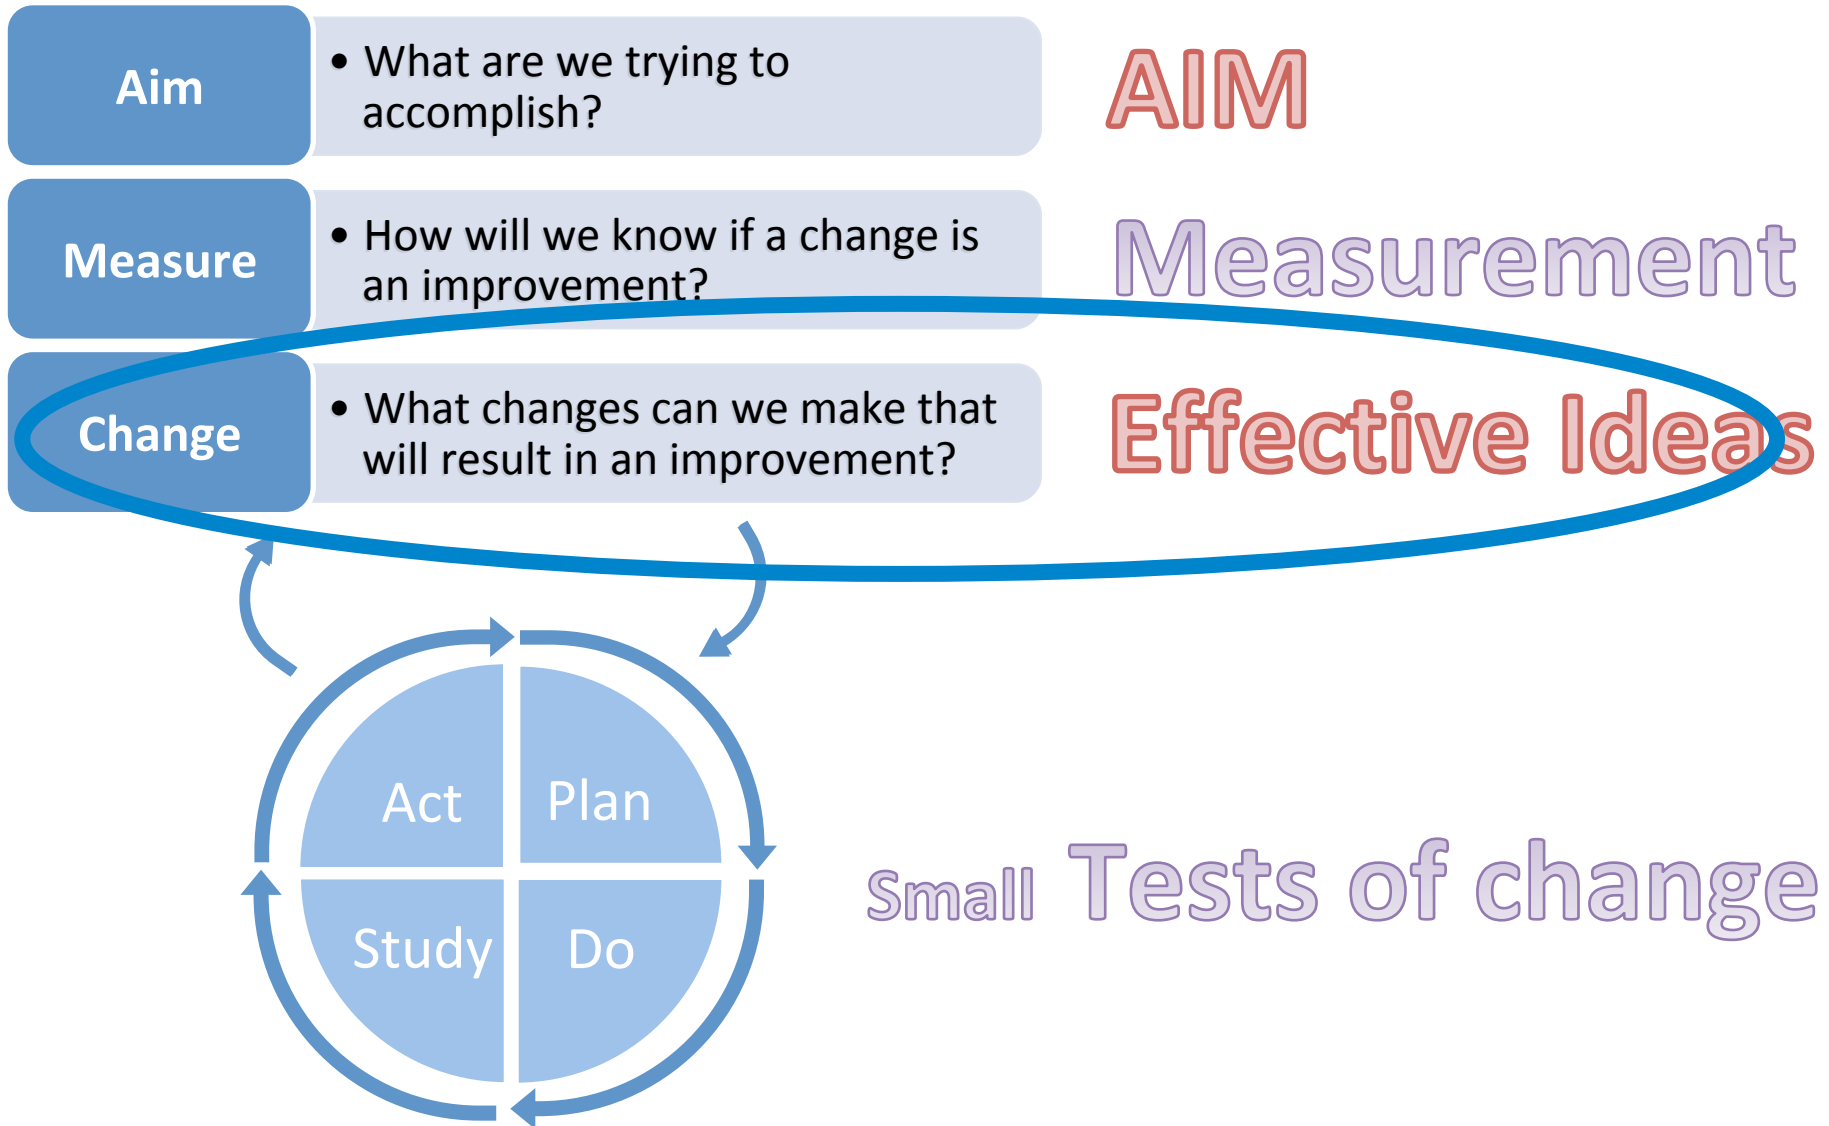 Aim
• What are we trying to
accomplish?
AIM
Measure
• How will we know if a change is
an improvement?
Measurement
Change
• What changes can we make that
will result in an improvement?
Effective Ideas
Act
Plan
Study
Do
Small Tests of change